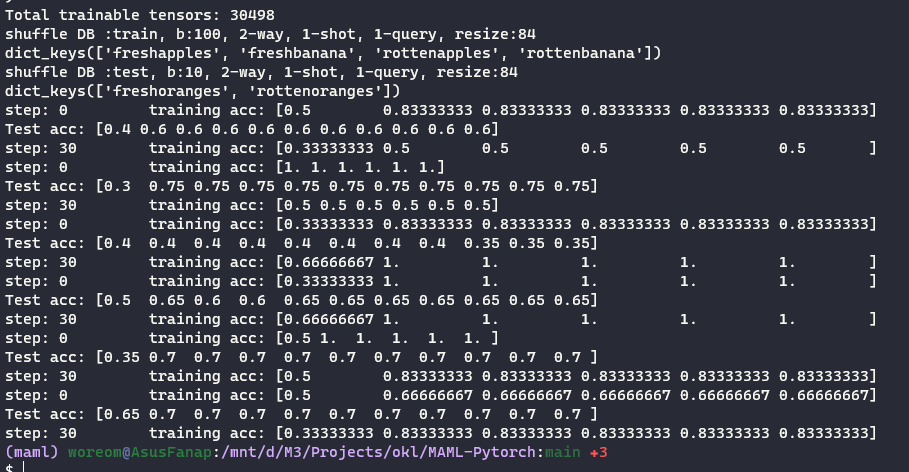 Total trainable tensors: 30498
shuffle DB :train, b:100, 2-way, 1-shot, 1-query, resize:84
dict_keys(['freshapples', 'freshbanana', 'rottenapples', 'rottenbanana'])
shuffle DB :test, b:10, 2-way, 1-shot, 1-query, resize:84
dict_keys(['freshoranges', 'rottenoranges'])
step: 0         training acc: [0.5        0.83333333 0.83333333 0.83333333 0.83333333 0.83333333]
Test acc: [0.4 0.6 0.6 0.6 0.6 0.6 0.6 0.6 0.6 0.6 0.6]
step: 30        training acc: [0.33333333 0.5        0.5        0.5        0.5        0.5       ]
step: 0         training acc: [1. 1. 1. 1. 1. 1.]
Test acc: [0.3  0.75 0.75 0.75 0.75 0.75 0.75 0.75 0.75 0.75 0.75]
step: 30        training acc: [0.5 0.5 0.5 0.5 0.5 0.5]
step: 0         training acc: [0.33333333 0.83333333 0.83333333 0.83333333 0.83333333 0.83333333]
Test acc: [0.4  0.4  0.4  0.4  0.4  0.4  0.4  0.4  0.35 0.35 0.35]
step: 30        training acc: [0.66666667 1.         1.         1.         1.         1.        ]
step: 0         training acc: [0.33333333 1.         1.         1.         1.         1.        ]
Test acc: [0.5  0.65 0.6  0.6  0.65 0.65 0.65 0.65 0.65 0.65 0.65]
step: 30        training acc: [0.66666667 1.         1.         1.         1.         1.        ]
step: 0         training acc: [0.5 1.  1.  1.  1.  1. ]
Test acc: [0.35 0.7  0.7  0.7  0.7  0.7  0.7  0.7  0.7  0.7  0.7 ]
step: 30        training acc: [0.5        0.83333333 0.83333333 0.83333333 0.83333333 0.83333333]
step: 0         training acc: [0.5        0.66666667 0.66666667 0.66666667 0.66666667 0.66666667]
Test acc: [0.65 0.7  0.7  0.7  0.7  0.7  0.7  0.7  0.7  0.7  0.7 ]
step: 30        training acc: [0.33333333 0.83333333 0.83333333 0.83333333 0.83333333 0.83333333]
(maml) woreom@AsusFanap:/mnt/d/M3/Projects/okl/MAML-Pytorch:main +3
$